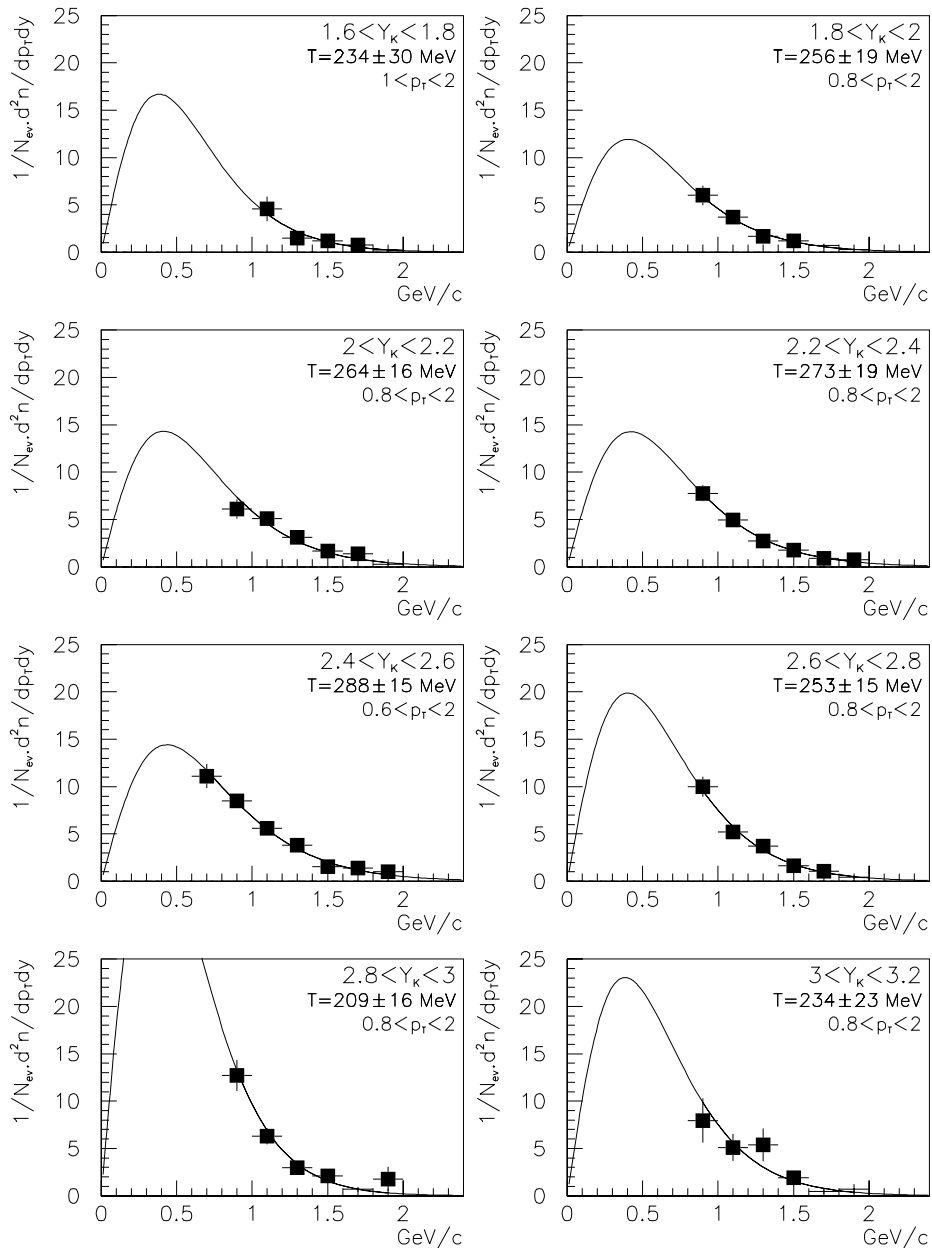 1/N_ev.d²n/dp_Tdy
25
20
15
10
5
0
1.6<Y_K<1.8
T=234±30 MeV
1<p_T<2
0 0.5 1 1.5 2
GeV/c
1/N_ev.d²n/dp_Tdy
25
20
15
10
5
0
1.8<Y_K<2
T=256±19 MeV
0.8<p_T<2
0 0.5 1 1.5 2
GeV/c
1/N_ev.d²n/dp_Tdy
25
20
15
10
5
0
2<Y_K<2.2
T=264±16 MeV
0.8<p_T<2
0 0.5 1 1.5 2
GeV/c
1/N_ev.d²n/dp_Tdy
25
20
15
10
5
0
2.2<Y_K<2.4
T=273±19 MeV
0.8<p_T<2
0 0.5 1 1.5 2
GeV/c
1/N_ev.d²n/dp_Tdy
25
20
15
10
5
0
2.4<Y_K<2.6
T=288±15 MeV
0.6<p_T<2
0 0.5 1 1.5 2
GeV/c
1/N_ev.d²n/dp_Tdy
25
20
15
10
5
0
2.6<Y_K<2.8
T=253±15 MeV
0.8<p_T<2
0 0.5 1 1.5 2
GeV/c
1/N_ev.d²n/dp_Tdy
25
20
15
10
5
0
2.8<Y_K<3
T=209±16 MeV
0.8<p_T<2
0 0.5 1 1.5 2
GeV/c
1/N_ev.d²n/dp_Tdy
25
20
15
10
5
0
3<Y_K<3.2
T=234±23 MeV
0.8<p_T<2
0 0.5 1 1.5 2
GeV/c